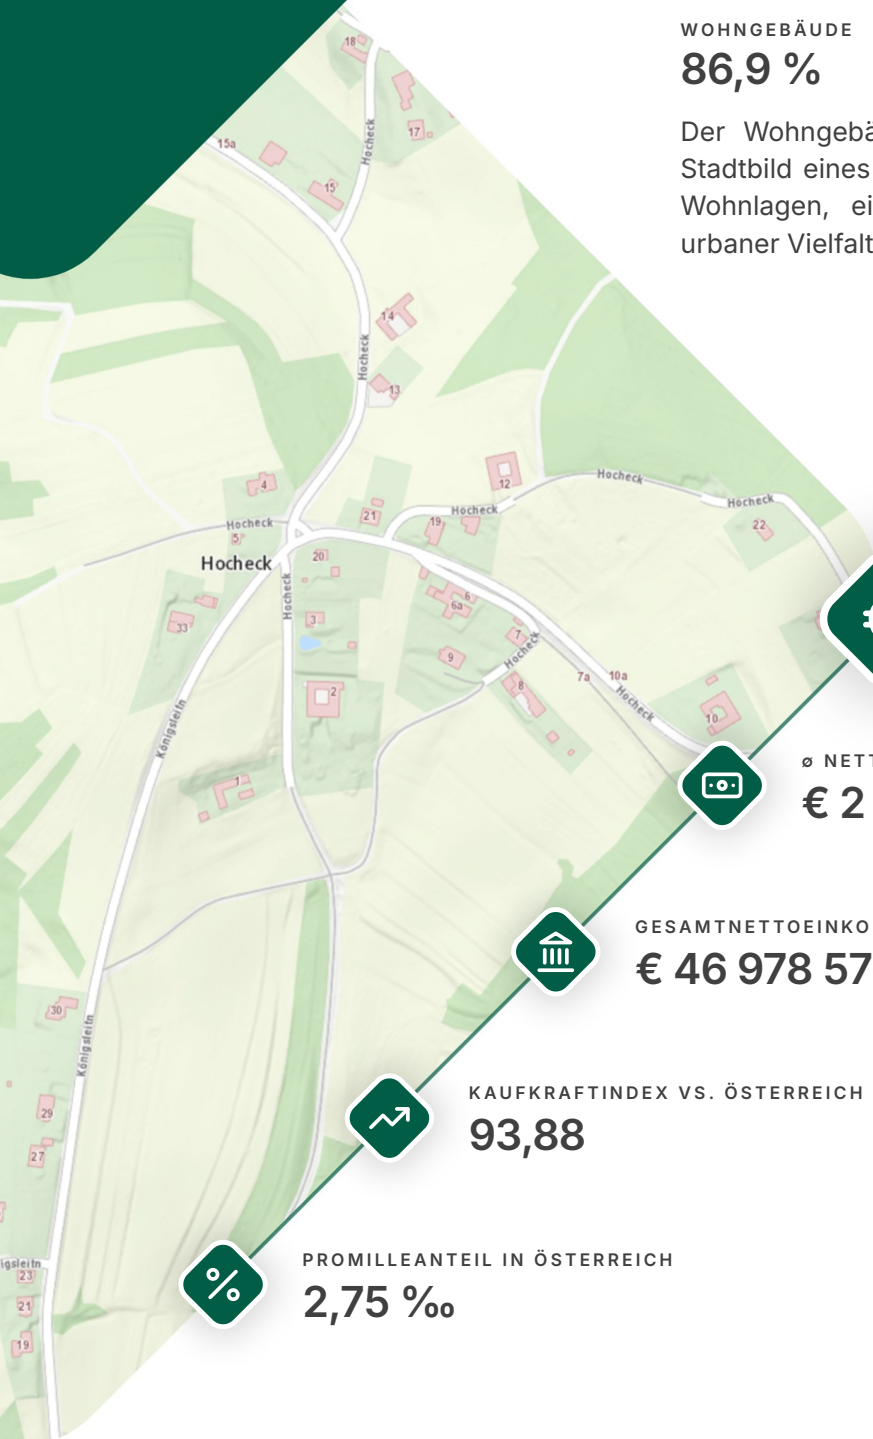 WOHNGEBÄUDE
86,9 %
Der Wohngebä
Stadtbild eines
Wohnlagen, ei
urbaner Vielfalt
18
Hocheck
17
15a
15
14
Hocheck
13
4
12
Hocheck
Hocheck
21
19
Hocheck
22
Hocheck
5
Hocheck
20
Hocheck
6
6a
3
33
7
Hocheck
9
7a
10a
8
2
Hocheck
10
Königsleitn
1
ø NETT
€ 2
GESAMTNETTOEINKO
€ 46 978 57
30
Königsleitn
KAUFKRAFTINDEX VS. ÖSTERREICH
93,88
29
27
PROMILLEANTEIL IN ÖSTERREICH
2,75 ‰
igsleitn
23
21
19